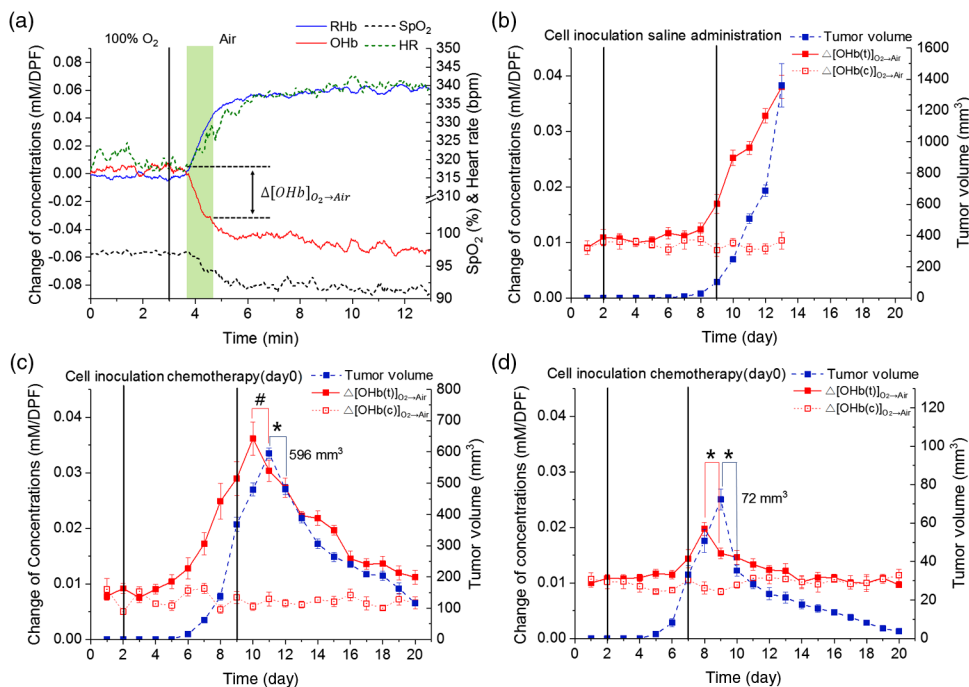 (a)
RHb
SpO2
OHb
HR
100% O2
Air
0.08
0.06
0.04
0.02
0.00
-0.02
-0.04
-0.06
-0.08
Change of concentrations (mM/DPF)
Δ[OHb]O2→Air
350
345
340
335
330
325
320
315
100
95
90
SpO2 (%) & Heart rate (bpm)
0 2 4 6 8 10 12
Time (min)
(b)
Cell inoculation saline administration
Tumor volume
△[OHb(t)]O2→Air
△[OHb(c)]O2→Air
0.04
0.03
0.02
0.01
0.00
Change of concentrations (mM/DPF)
1600
1400
1200
1000
800
600
400
200
0
Tumor volume (mm3)
0 1 2 3 4 5 6 7 8 9 10 11 12 13 14 15
Time (day)
(c)
Cell inoculation chemotherapy(day0)
Tumor volume
△[OHb(t)]O2→Air
△[OHb(c)]O2→Air
#
*
596 mm3
0.04
0.03
0.02
0.01
0.00
Change of Concentrations (mM/DPF)
800
700
600
500
400
300
200
100
0
Tumor volume (mm3)
0 2 4 6 8 10 12 14 16 18 20
Time (day)
(d)
Cell inoculation chemotherapy(day0)
Tumor volume
△[OHb(t)]O2→Air
△[OHb(c)]O2→Air
* *
72 mm3
0.04
0.03
0.02
0.01
0.00
Change of concentrations (mM/DPF)
120
100
80
60
40
20
0
Tumor volume (mm3)
0 2 4 6 8 10 12 14 16 18 20
Time (day)